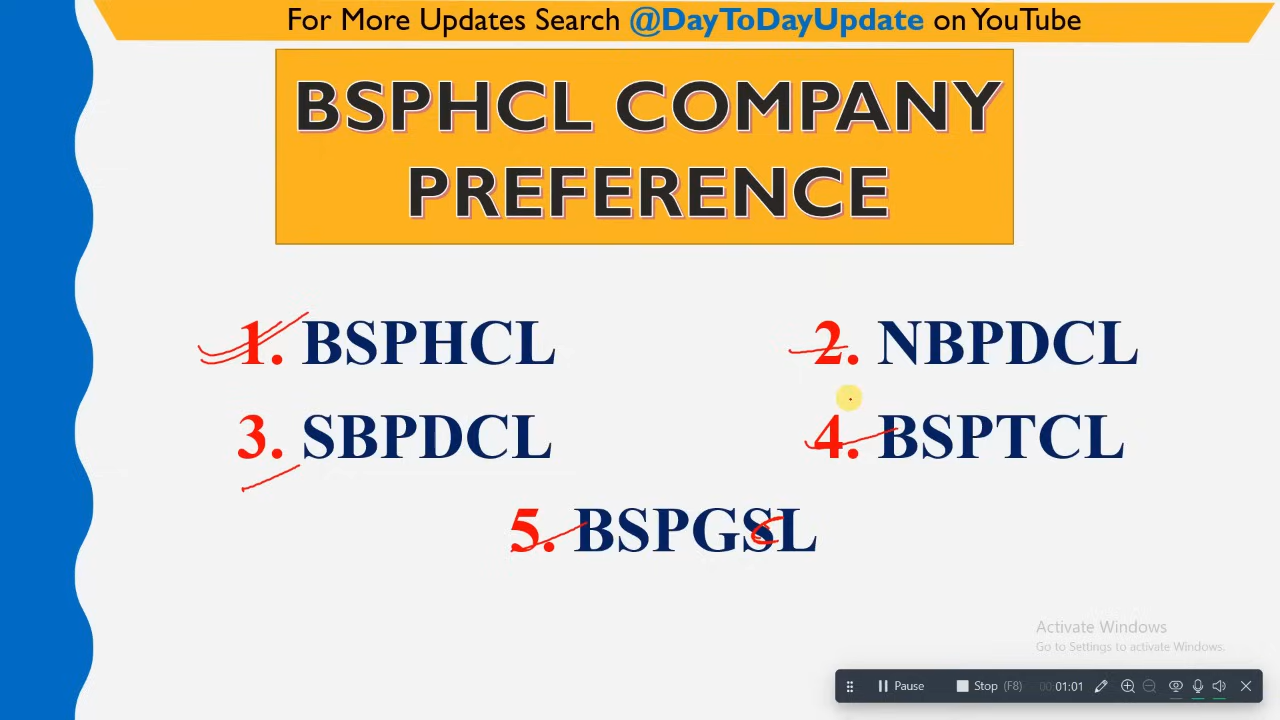 For More Updates Search @DayToDayUpdate on YouTube
BSPHCL COMPANY
PREFERENCE
1. BSPHCL
2. NBPDCL
3. SBPDCL
4. BSPTCL
5. BSPGSL
Activate Windows
Go to Settings to activate Windows.
Pause Stop (F8) 00:01:01